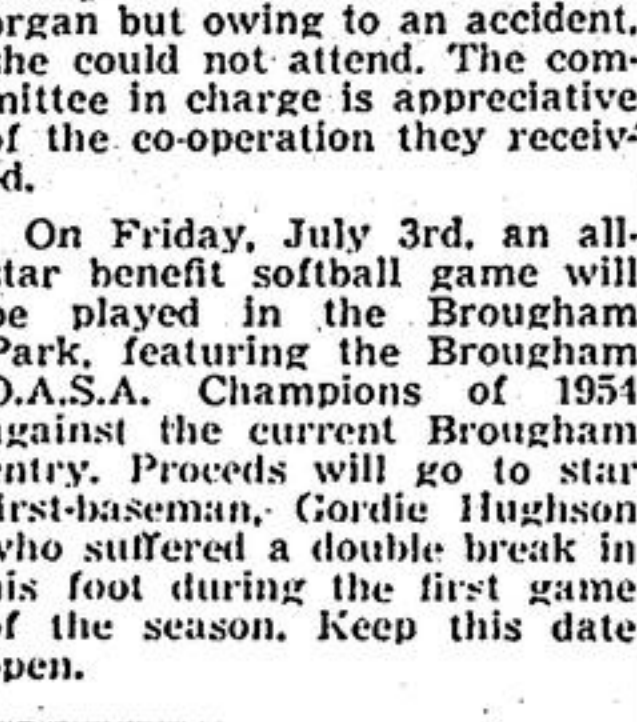 organ but owing to an accident,
she could not attend. The com-
mittee in charge is appreciative
of the co-operation they receiv-
ed.
On Friday, July 3rd, an all-
star benefit softball game will
be played in the Brougham
Park, featuring the Brougham
O.A.S.A. Champions of 1954
against the current Brougham
entry. Proceds will go to star
first-baseman, Gordie Hughson
who suffered a double break in
his foot during the first game
of the season. Keep this date
open.